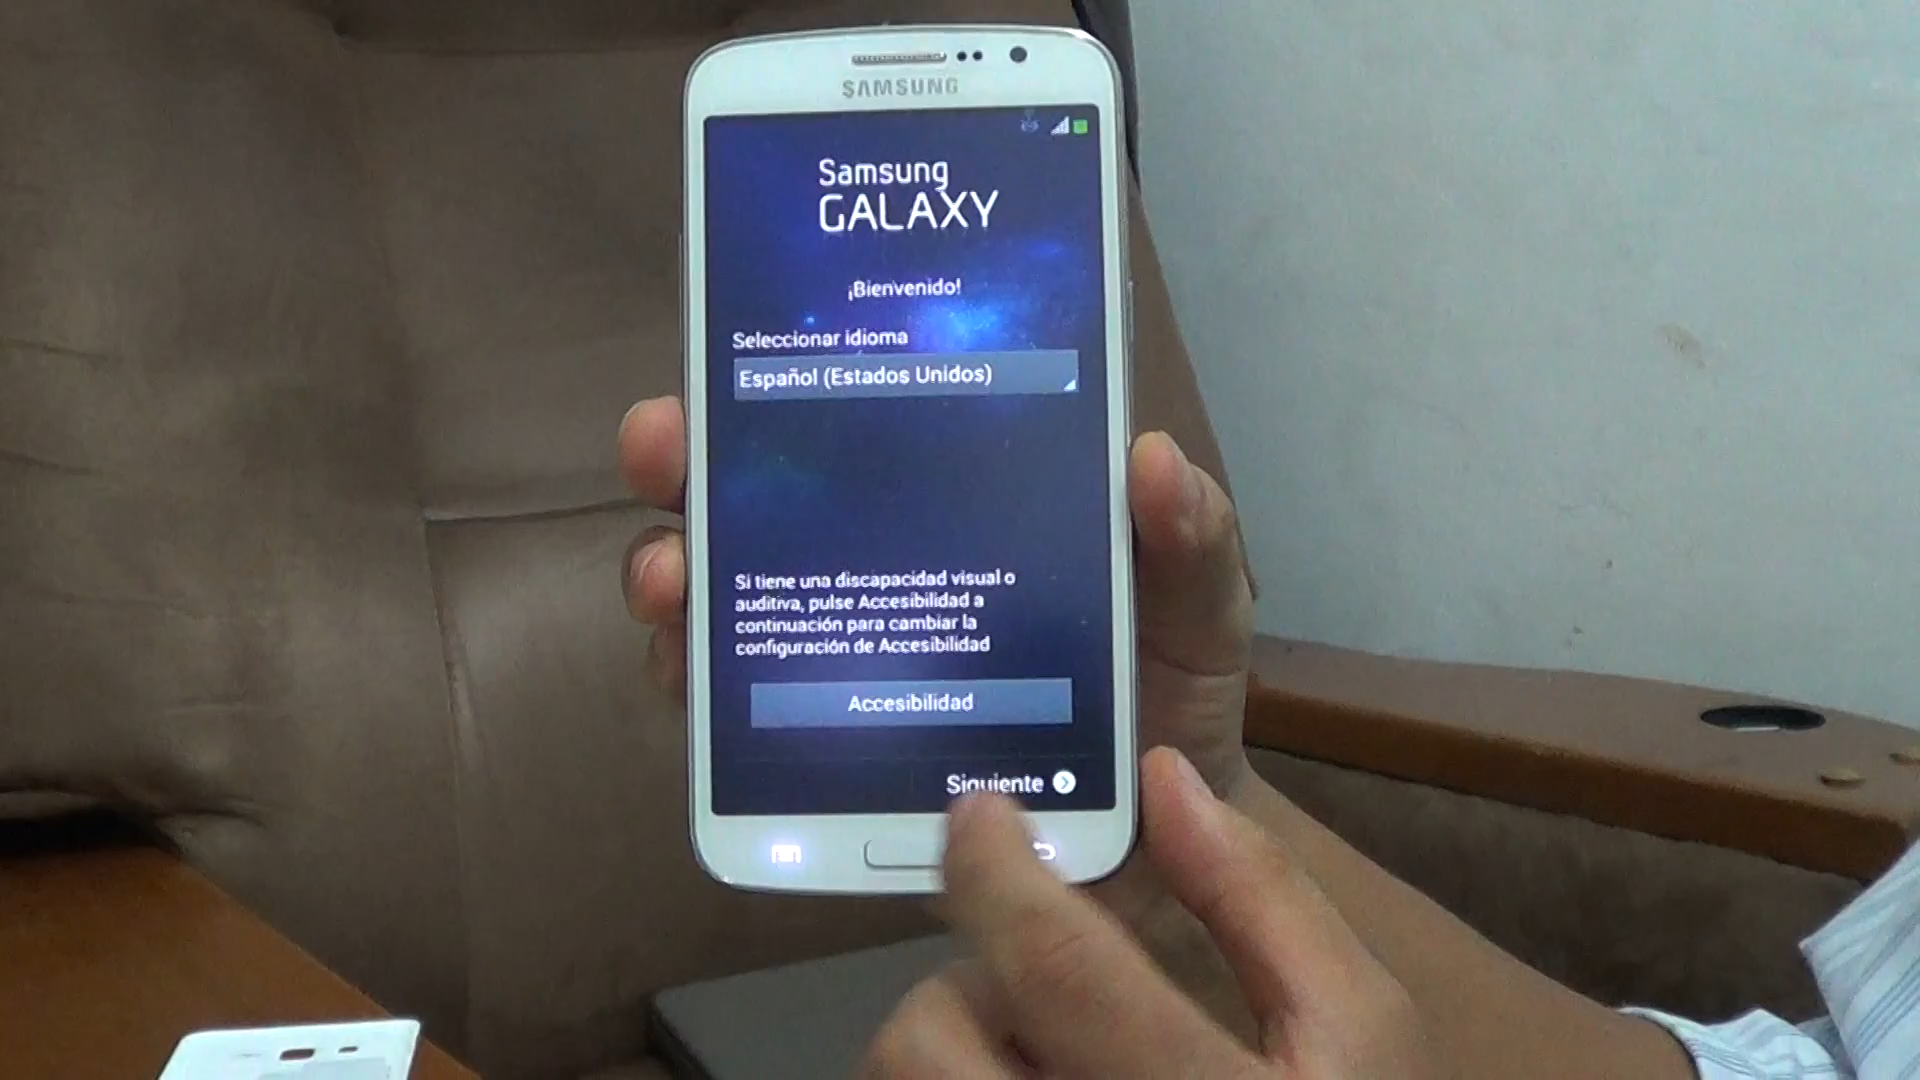 SAMSUNG
Samsung
GALAXY
¡Bienvenido!
Seleccionar idioma
Español (Estados Unidos)
Si tiene una discapacidad visual o
auditiva, pulse Accesibilidad a
continuación para cambiar la
configuración de Accesibilidad
Accesibilidad
Siguiente